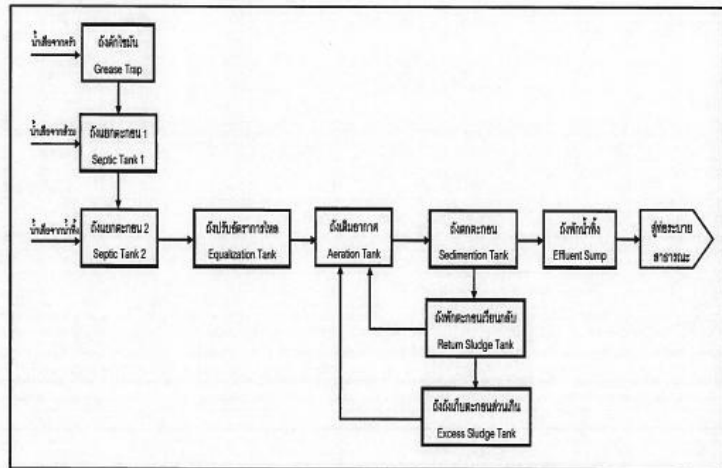 น้ำเสียจากครัว
ถังดักไขมัน
Grease Trap
น้ำเสียจากส้วม
ถังแยกตะกอน 1
Septic Tank 1
น้ำเสียจากน้ำทิ้ง
ถังแยกตะกอน 2
Septic Tank 2
ถังปรับอัตราการไหล
Equalization Tank
ถังเติมอากาศ
Aeration Tank
ถังตกตะกอน
Sedimention Tank
ถังพักน้ำทิ้ง
Effluent Sump
สู่ท่อระบาย
สาธารณะ
ถังพักตะกอนเวียนกลับ
Return Sludge Tank
ถังถังเก็บตะกอนส่วนเกิน
Excess Sludge Tank